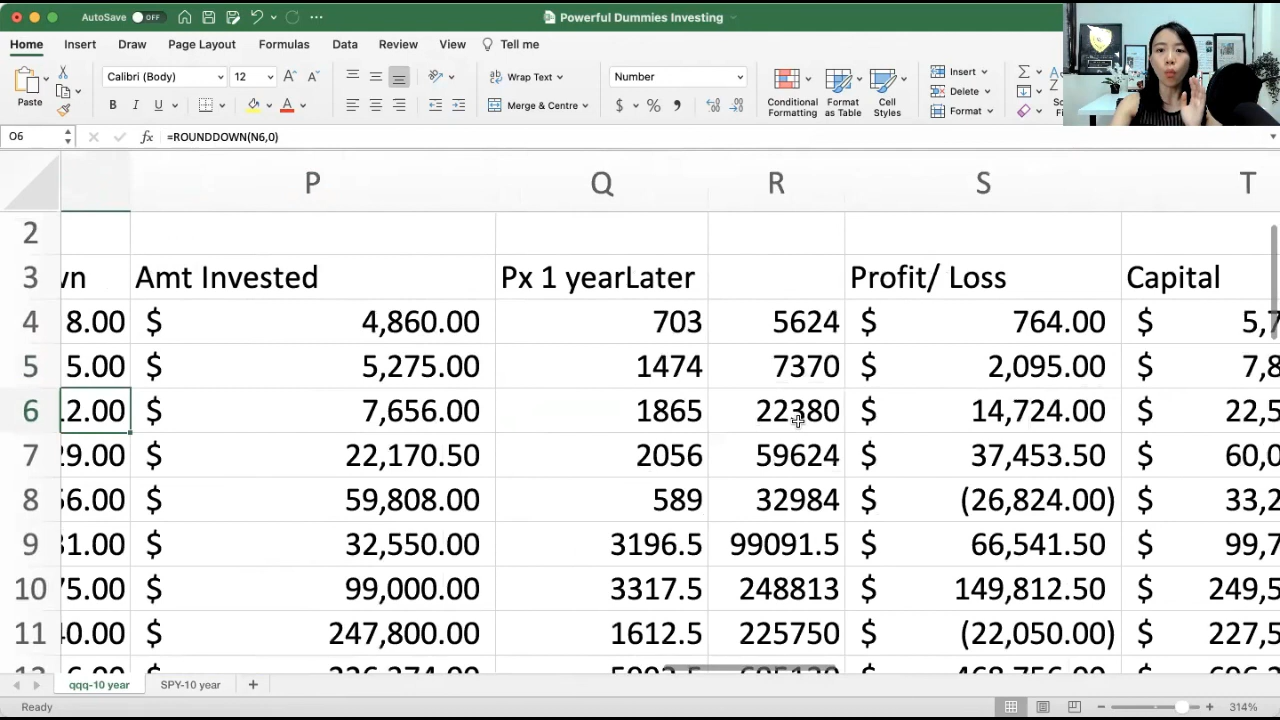 AutoSave OFF Powerful Dummies Investing
Home Insert Draw Page Layout Formulas Data Review View Tell me
Paste Calibri (Body) 12 A A Wrap Text Number Conditional Formatting Format as Table Cell Styles Insert
B I U A Merge & Centre $ % Delete
Format
O6 fx =ROUNDDOWN(N6,0)
P Q R S T
2
3 wn Amt Invested Px 1 yearLater Profit/ Loss Capital
4 8.00 $ 4,860.00 703 5624 $ 764.00 $ 5,7
5 5.00 $ 5,275.00 1474 7370 $ 2,095.00 $ 7,8
6 12.00 $ 7,656.00 1865 22380 $ 14,724.00 $ 22,5
7 29.00 $ 22,170.50 2056 59624 $ 37,453.50 $ 60,0
8 56.00 $ 59,808.00 589 32984 $ (26,824.00) $ 33,2
9 31.00 $ 32,550.00 3196.5 99091.5 $ 66,541.50 $ 99,7
10 75.00 $ 99,000.00 3317.5 248813 $ 149,812.50 $ 249,5
11 40.00 $ 247,800.00 1612.5 225750 $ (22,050.00) $ 227,5
qqq-10 year SPY-10 year +
Ready 314%